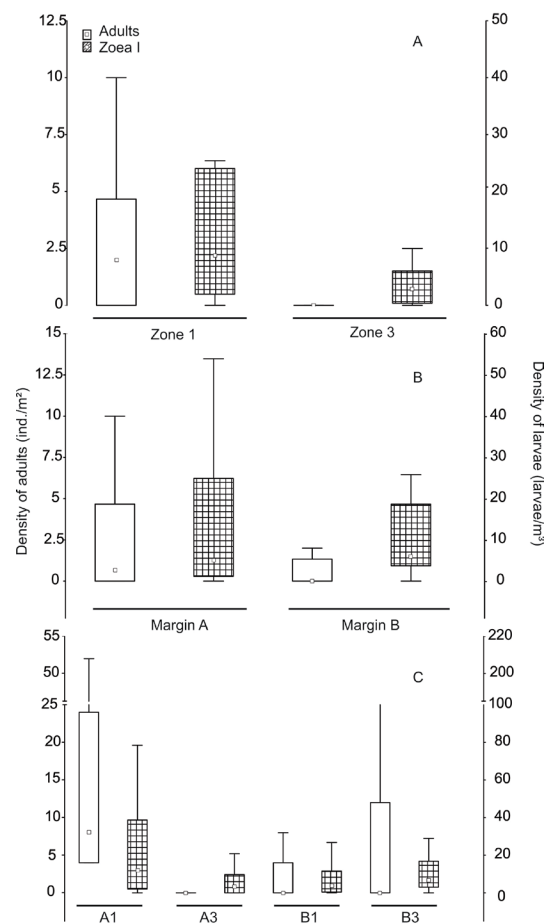 12.5
10
7.5
5
2.5
0
Adults
Zoea I
A
50
40
30
20
10
0
Zone 1
Zone 3
15
12.5
10
7.5
5
2.5
0
B
60
50
40
30
20
10
0
Density of adults (ind./m²)
Density of larvae (larvae/m³)
Margin A
Margin B
55
50
25
20
15
10
5
0
C
220
200
100
80
60
40
20
0
A1
A3
B1
B3